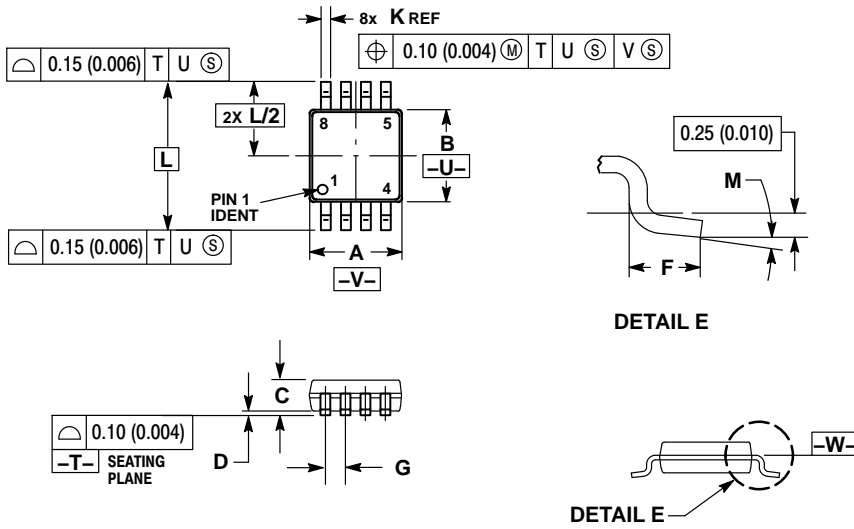 8x K REF
⌖ 0.10 (0.004) Ⓜ T U Ⓢ V Ⓢ
⌓ 0.15 (0.006) T U Ⓢ
2X L/2
8 5
B
–U–
L
PIN 1
IDENT
1 4
⌓ 0.15 (0.006) T U Ⓢ
A
–V–
0.25 (0.010)
M
F
DETAIL E
C
⌓ 0.10 (0.004)
–T– SEATING
PLANE
D
G
–W–
DETAIL E